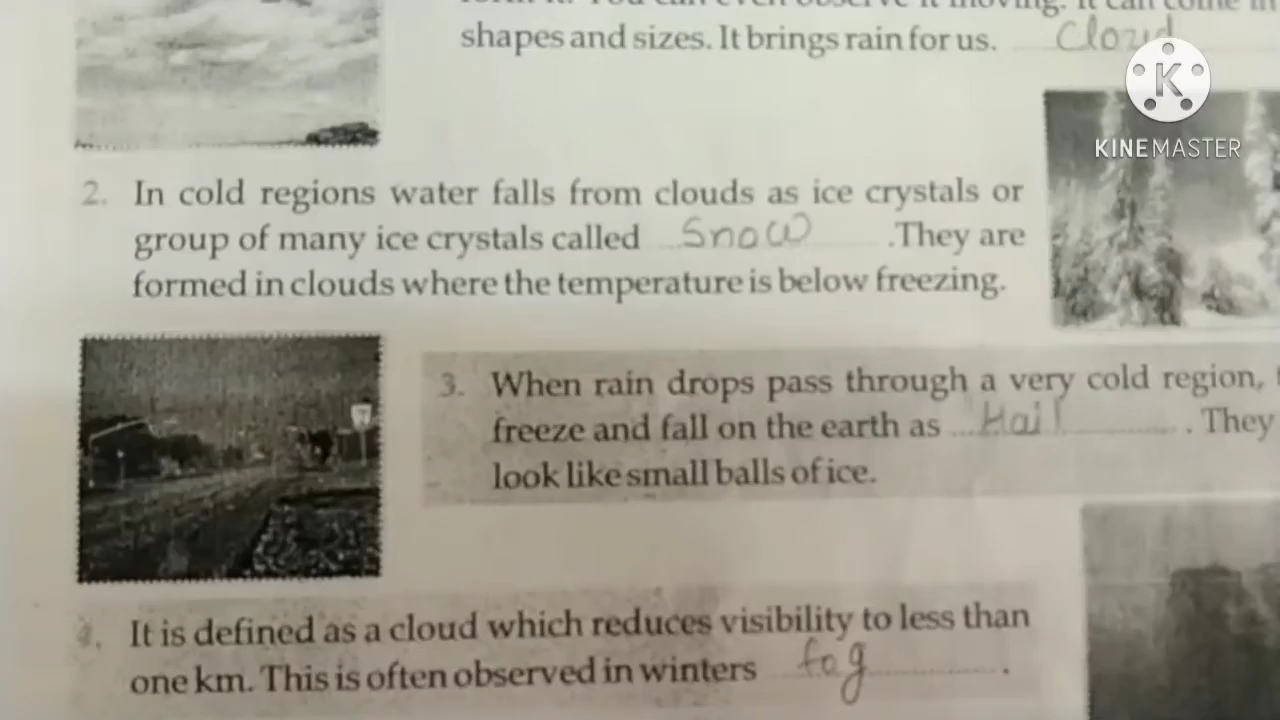 shapes and sizes. It brings rain for us. Cloud
K
KINEMASTER
2. In cold regions water falls from clouds as ice crystals or
group of many ice crystals called Snow .They are
formed in clouds where the temperature is below freezing.
3. When rain drops pass through a very cold region,
freeze and fall on the earth as Hail . They
look like small balls of ice.
4. It is defined as a cloud which reduces visibility to less than
one km. This is often observed in winters fog .